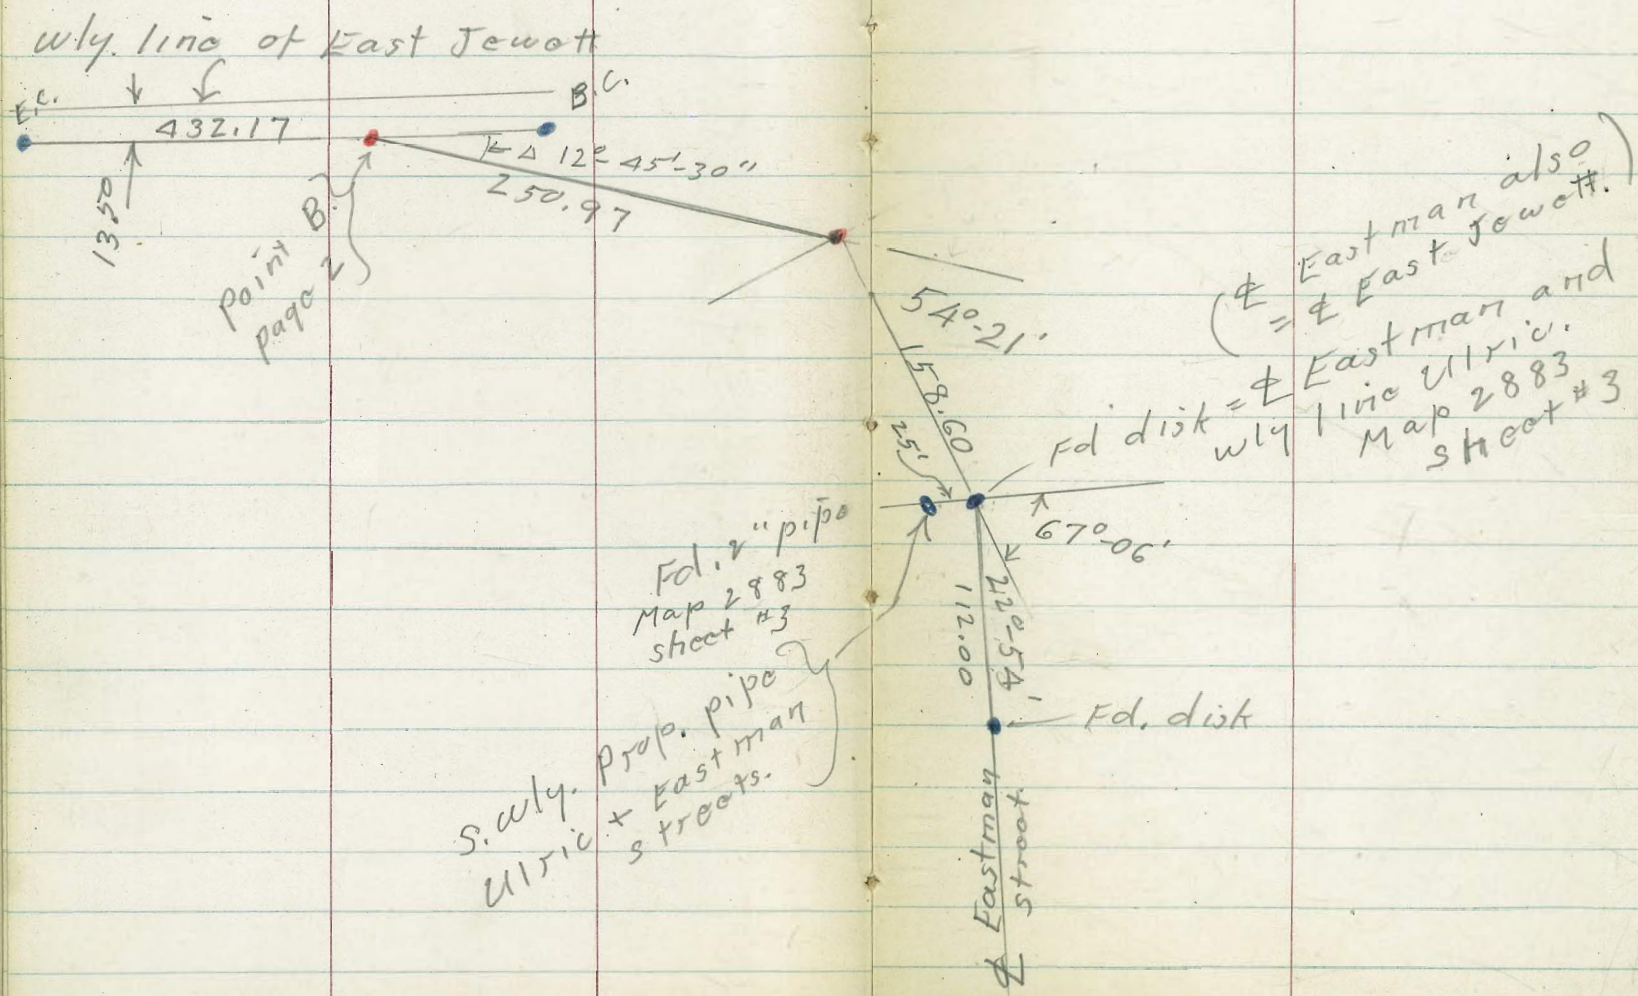 wly. line of East Jewett
E.C.
B.C.
432.17
Δ 12°-45'-30"
250.97
13.50
Point B.
page 2
54°-21'
158.60
25'
(℄ Eastman also
= ℄ East Jewett.)
Fd disk = ℄ Eastman and
wly line Ulric.
Map 2883
sheet #3
67°-06'
Fd. 2" pipe
Map 2883
sheet #3
S. wly. Prop. pipe
Ulric + Eastman
streets.
112.00
22°-54'
Fd. disk
℄ Eastman
street